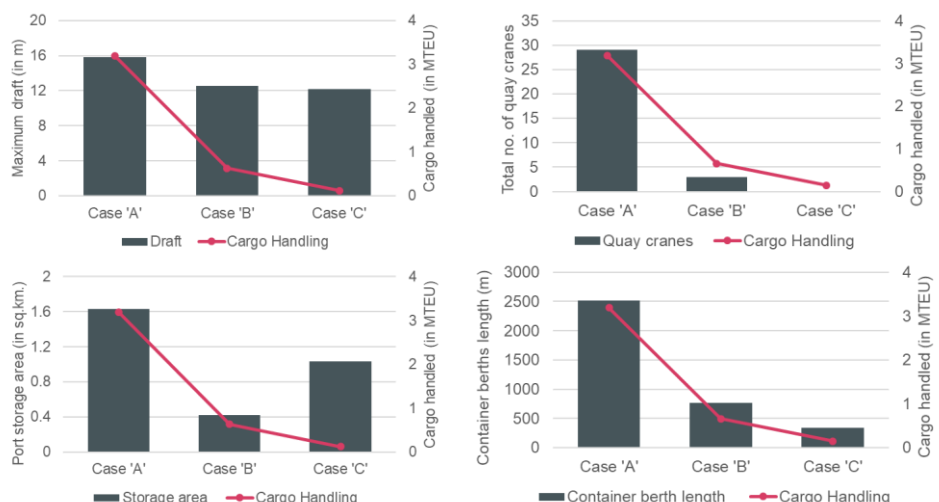 Maximum draft (in m)
20
16
12
8
4
0
4
3
2
1
0
Cargo handled (in MTEU)
Case 'A' Case 'B' Case 'C'
Draft Cargo Handling
Total no. of quay cranes
35
30
25
20
15
10
5
0
4
3
2
1
0
Cargo handled (in MTEU)
Case 'A' Case 'B' Case 'C'
Quay cranes Cargo Handling
Port storage area (in sq.km.)
2
1.6
1.2
0.8
0.4
0
4
3
2
1
0
Cargo handled (in MTEU)
Case 'A' Case 'B' Case 'C'
Storage area Cargo Handling
Container berths length (m)
3000
2500
2000
1500
1000
500
0
4
3
2
1
0
Cargo handled (in MTEU)
Case 'A' Case 'B' Case 'C'
Container berth length Cargo Handling